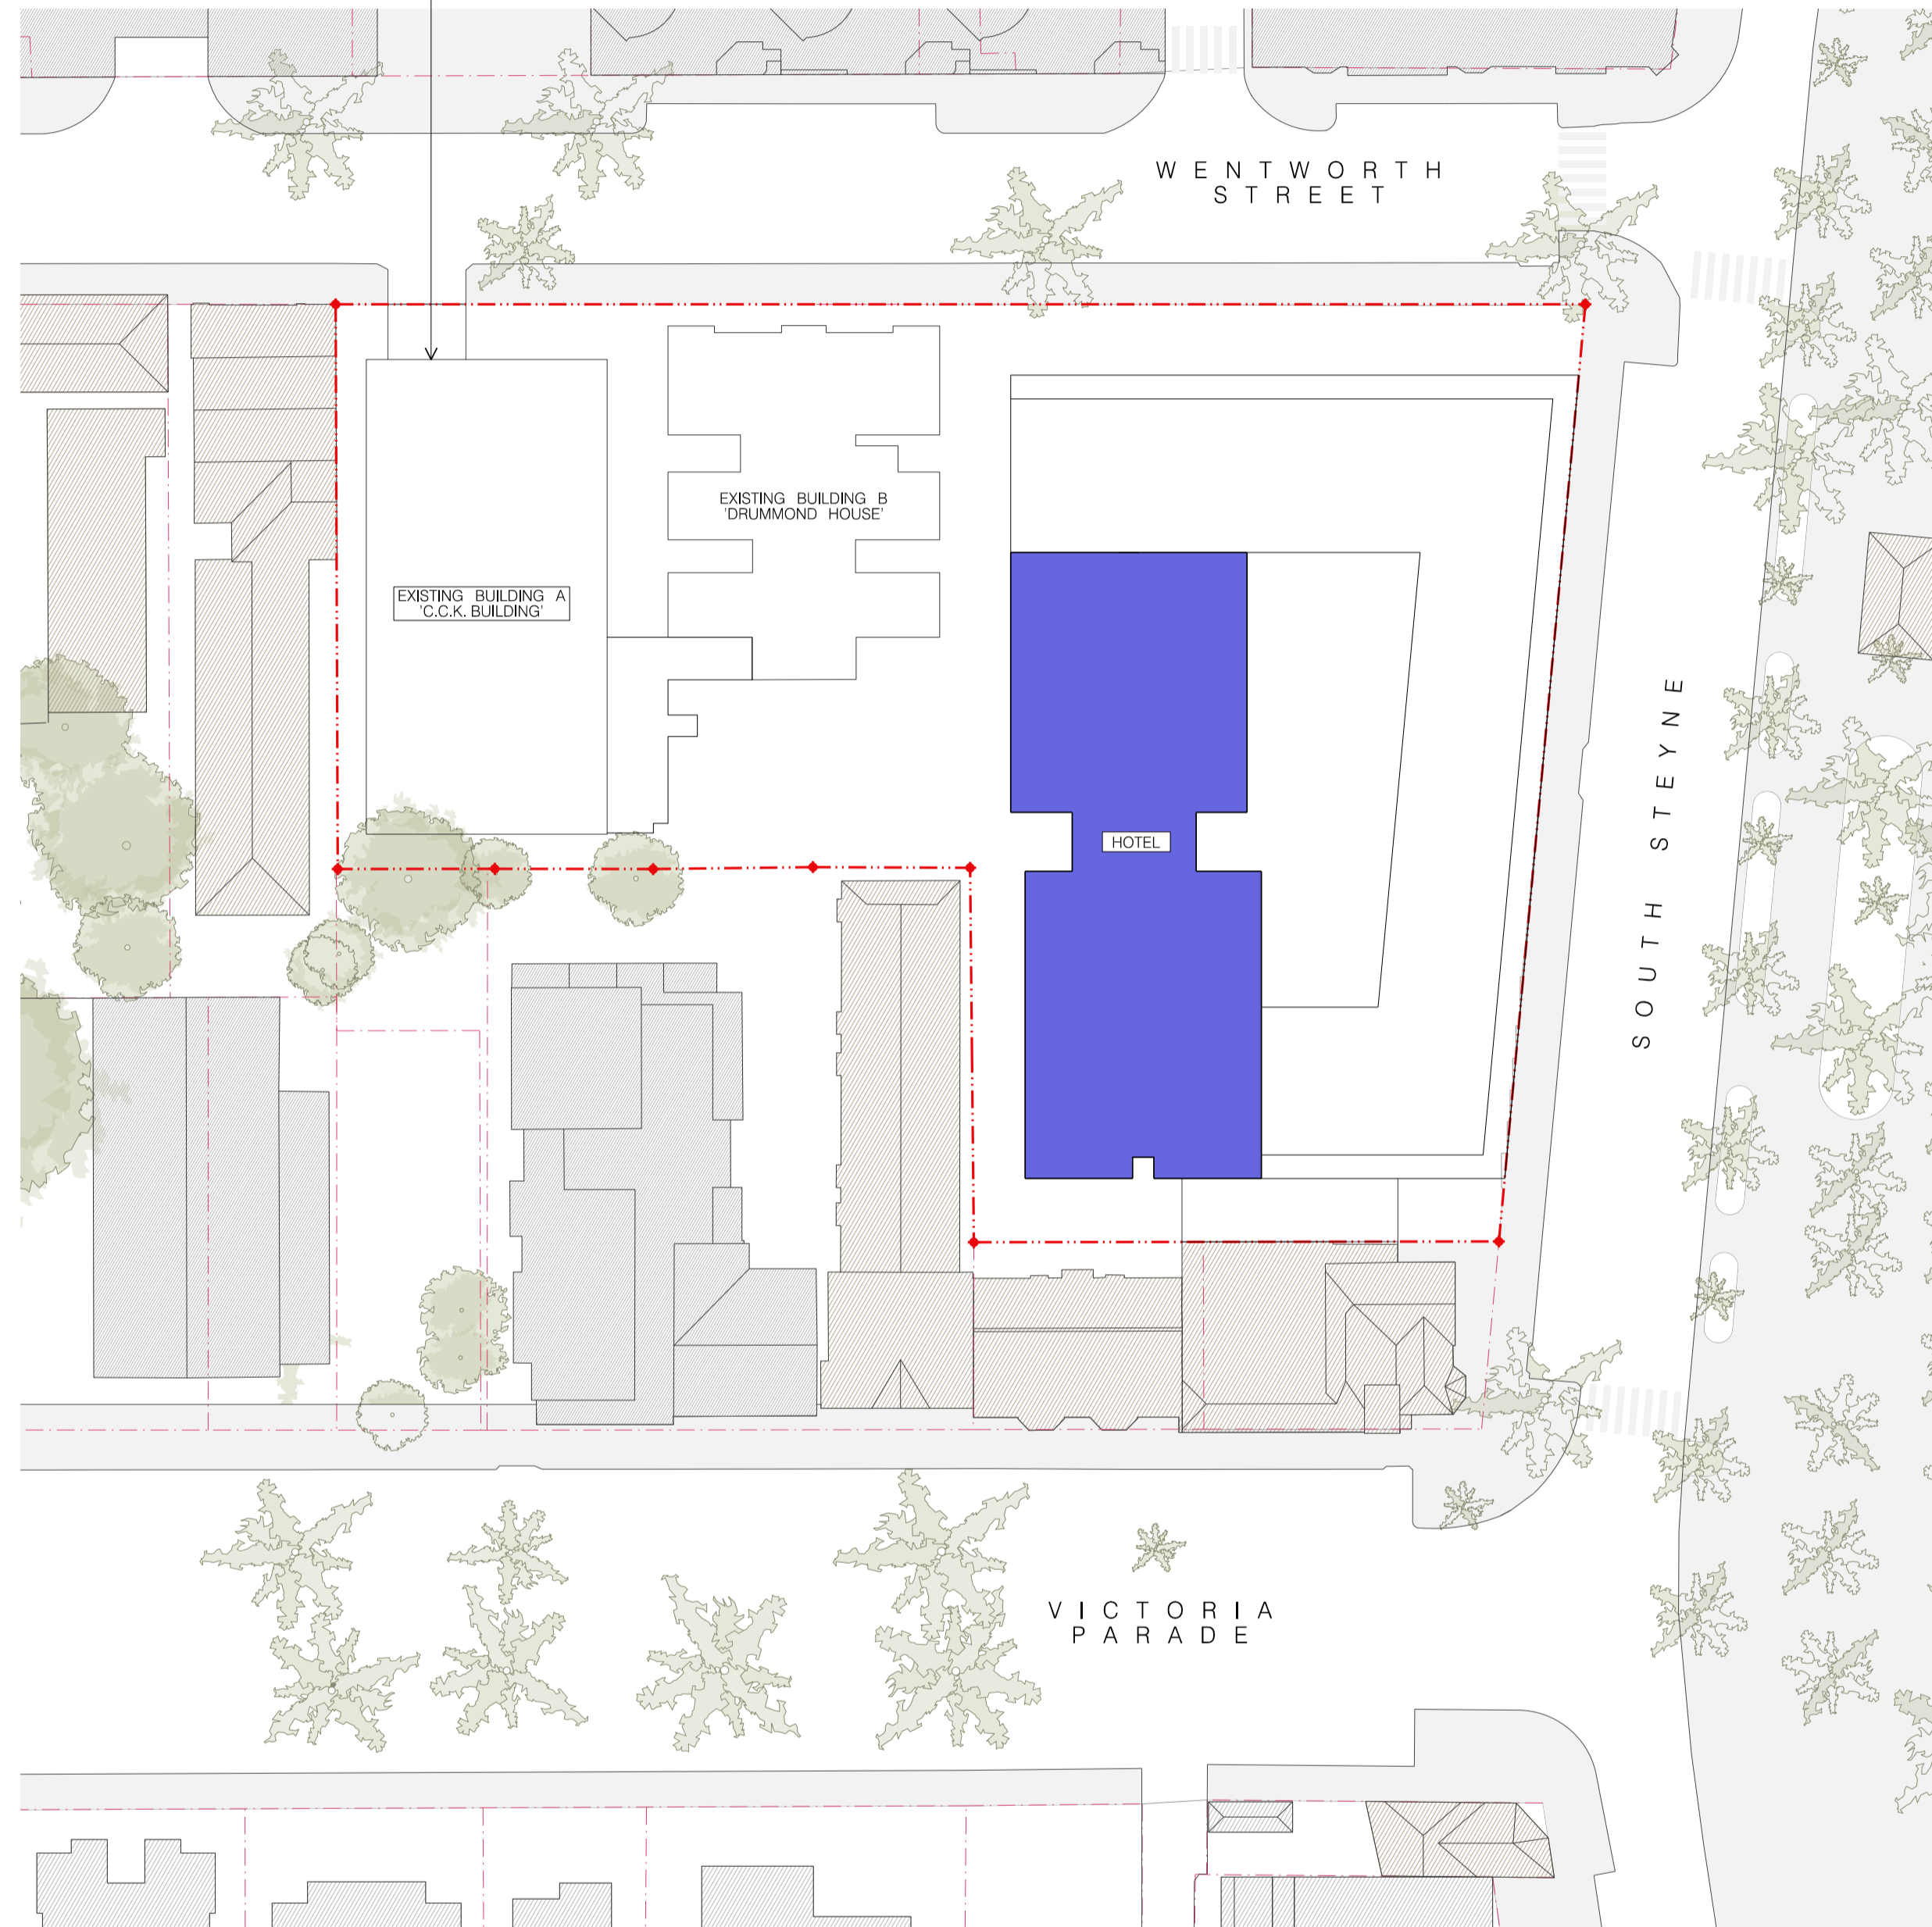 WENTWORTH
STREET
EXISTING BUILDING B
'DRUMMOND HOUSE'
EXISTING BUILDING A
'C.C.K. BUILDING'
HOTEL
SOUTH STEYNE
VICTORIA
PARADE